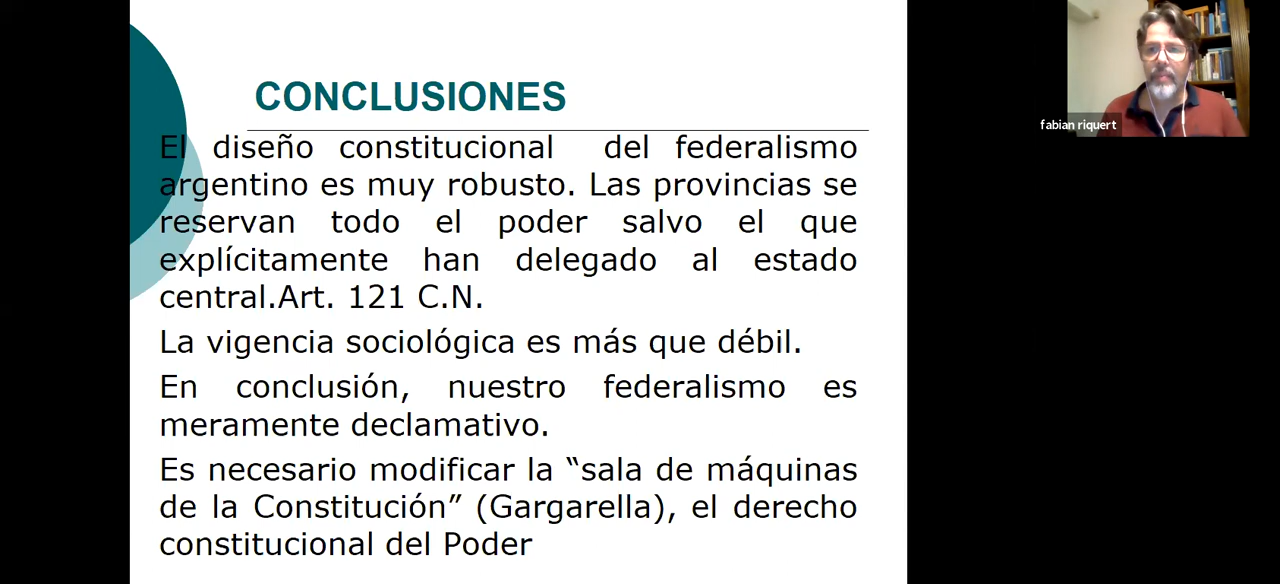 CONCLUSIONES
El diseño constitucional del federalismo
argentino es muy robusto. Las provincias se
reservan todo el poder salvo el que
explícitamente han delegado al estado
central.Art. 121 C.N.
La vigencia sociológica es más que débil.
En conclusión, nuestro federalismo es
meramente declamativo.
Es necesario modificar la “sala de máquinas
de la Constitución” (Gargarella), el derecho
constitucional del Poder
fabian riquert